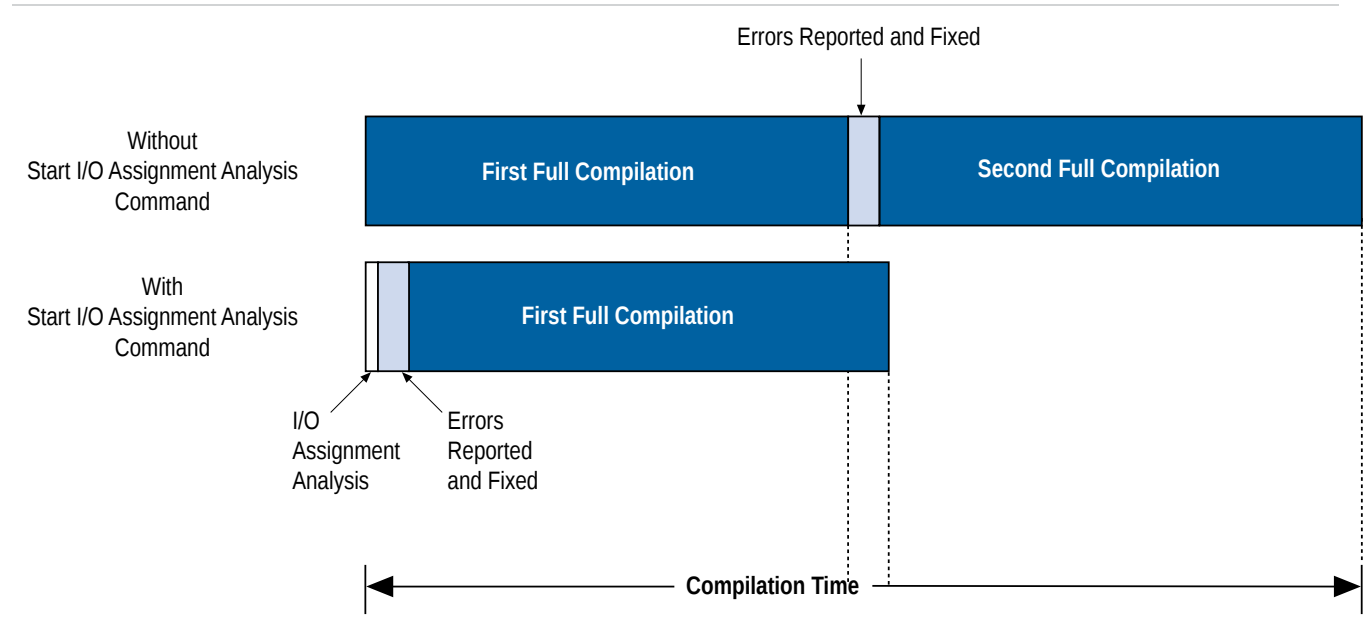 Errors Reported and Fixed
Without
Start I/O Assignment Analysis
Command
First Full Compilation
Second Full Compilation
With
Start I/O Assignment Analysis
Command
First Full Compilation
I/O
Assignment
Analysis
Errors
Reported
and Fixed
Compilation Time